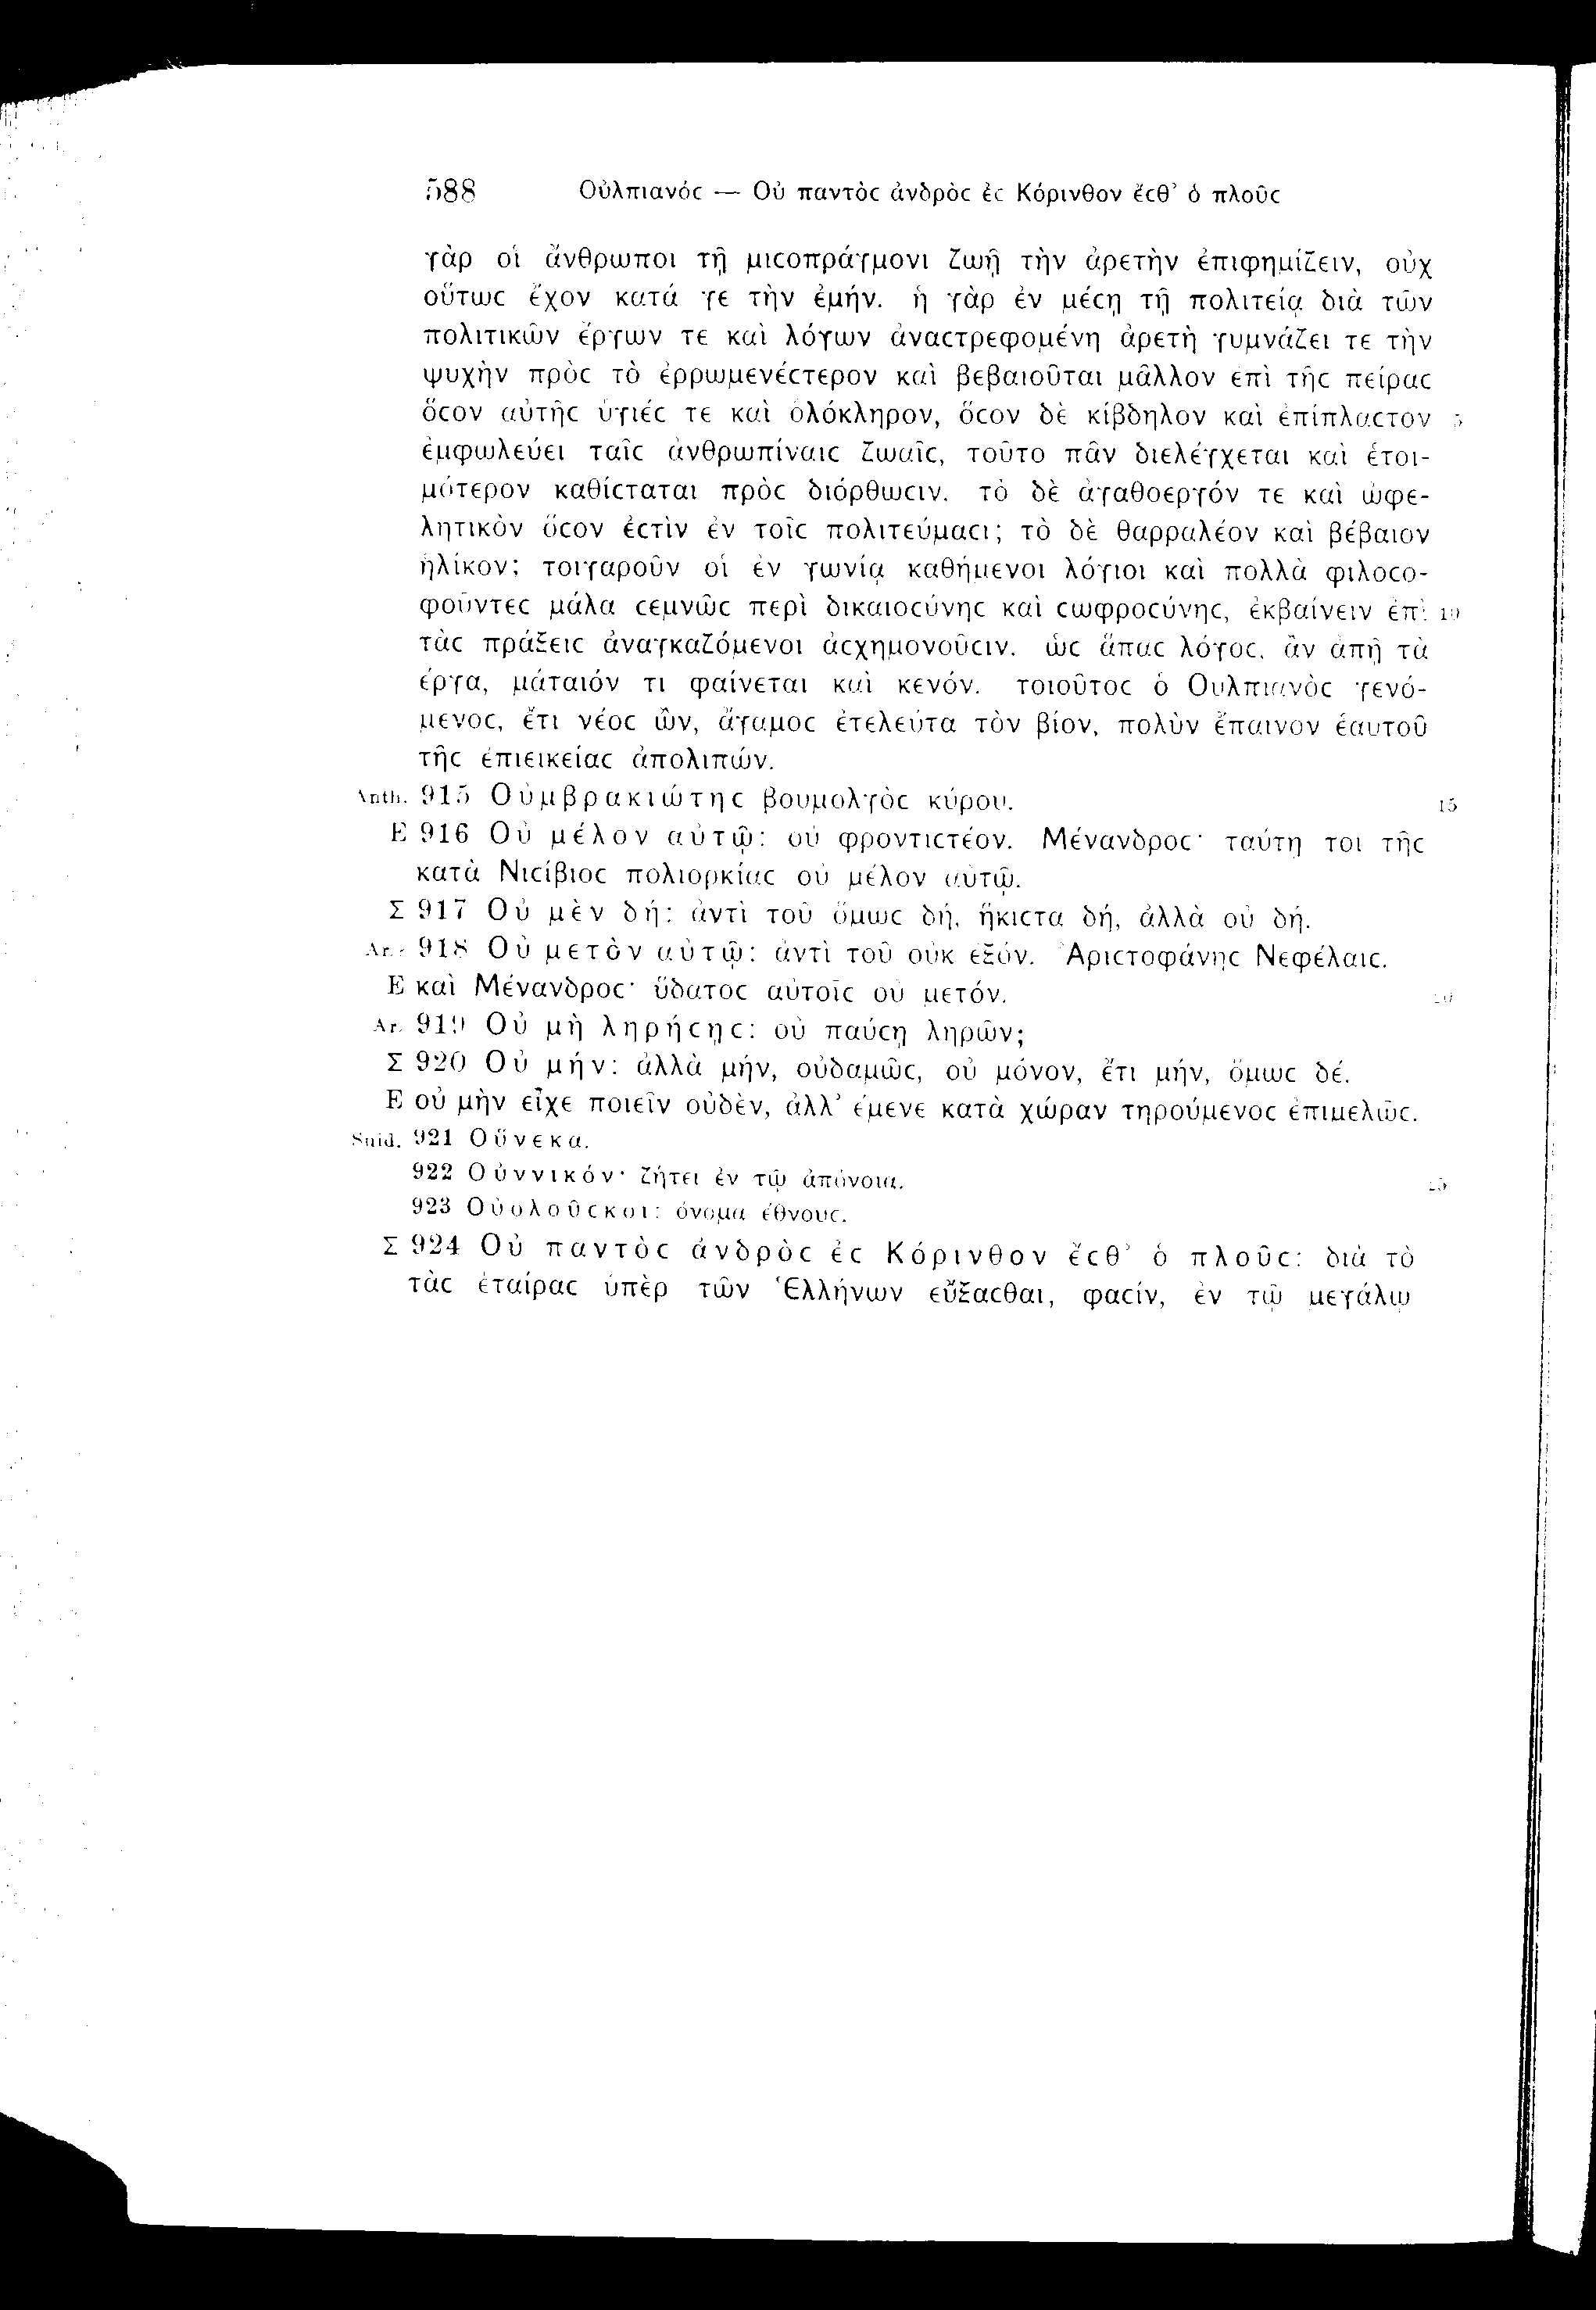 588 Οὐλπιανός — Οὐ παντὸς ἀνδρὸς ἐς Κόρινθον ἔσθ’ ὁ πλοῦς
γὰρ οἱ ἄνθρωποι τῇ μιϲοπράγμονι ζωῇ τὴν ἀρετὴν ἐπιφημίζειν, οὐχ
οὕτωϲ ἔχον κατά γε τὴν ἐμήν. ἡ γὰρ ἐν μέϲῃ τῇ πολιτείᾳ διὰ τῶν
πολιτικῶν ἔργων τε καὶ λόγων ἀναϲτρεφομένη ἀρετὴ γυμνάζει τε τὴν
ψυχὴν πρὸϲ τὸ ἐρρωμενέϲτερον καὶ βεβαιοῦται μᾶλλον ἐπὶ τῆϲ πείραϲ
ὅϲον αὐτῆϲ ὑγιέϲ τε καὶ ὁλόκληρον, ὅϲον δὲ κίβδηλον καὶ ἐπίπλαϲτον 5
ἐμφωλεύει ταῖϲ ἀνθρωπίναιϲ ζωαῖϲ, τοῦτο πᾶν διελέγχεται καὶ ἑτοι-
μότερον καθίϲταται πρὸϲ διόρθωϲιν. τὸ δὲ ἀγαθοεργόν τε καὶ ὠφε-
λητικὸν ὅϲον ἐϲτὶν ἐν τοῖϲ πολιτεύμαϲι; τὸ δὲ θαρραλέον καὶ βέβαιον
ἡλίκον; τοιγαροῦν οἱ ἐν γωνίᾳ καθήμενοι λόγιοι καὶ πολλὰ φιλοϲο-
φοῦντεϲ μάλα ϲεμνῶϲ περὶ δικαιοϲύνηϲ καὶ ϲωφροϲύνηϲ, ἐκβαίνειν ἐπὶ 10
τὰϲ πράξειϲ ἀναγκαζόμενοι ἀϲχημονοῦϲιν. ὡϲ ἅπαϲ λόγοϲ, ἂν ἀπῇ τὰ
ἔργα, μάταιόν τι φαίνεται καὶ κενόν. τοιοῦτοϲ ὁ Οὐλπιανὸϲ γενό-
μενοϲ, ἔτι νέοϲ ὤν, ἄγαμοϲ ἐτελεύτα τὸν βίον, πολὺν ἔπαινον ἑαυτοῦ
τῆϲ ἐπιεικείαϲ ἀπολιπών.
Anth. 915 Οὑμβρακιώτηϲ βουμολγὸϲ κύρου. 15
E 916 Οὐ μέλον αὐτῷ: οὐ φροντιϲτέον. Μένανδροϲ· ταύτῃ τοι τῆϲ
κατὰ Νιϲίβιοϲ πολιορκίαϲ οὐ μέλον αὐτῷ.
Σ 917 Οὐ μὲν δή: ἀντὶ τοῦ ὅμωϲ δή, ἥκιϲτα δή, ἀλλὰ οὐ δή.
Ar. 918 Οὐ μετὸν αὐτῷ: ἀντὶ τοῦ οὐκ ἐξόν. Ἀριϲτοφάνηϲ Νεφέλαιϲ.
E καὶ Μένανδροϲ· ὕδατοϲ αὐτοῖϲ οὐ μετόν. 20
Ar. 919 Οὐ μὴ ληρήϲῃϲ: οὐ παύϲῃ ληρῶν;
Σ 920 Οὐ μήν: ἀλλὰ μήν, οὐδαμῶϲ, οὐ μόνον, ἔτι μήν, ὅμωϲ δέ.
E οὐ μὴν εἶχε ποιεῖν οὐδὲν, ἀλλ’ ἔμενε κατὰ χώραν τηρούμενοϲ ἐπιμελῶϲ.
Suid. 921 Οὕνεκα.
922 Οὐννικόν· ζήτει ἐν τῷ ἀπόνοια. 25
923 Οὐολοῦϲκοι: ὄνομα ἔθνουϲ.
Σ 924 Οὐ παντὸϲ ἀνδρὸϲ ἐϲ Κόρινθον ἔϲθ’ ὁ πλοῦϲ: διὰ τὸ
τὰϲ ἑταίραϲ ὑπὲρ τῶν Ἑλλήνων εὔξαϲθαι, φαϲίν, ἐν τῷ μεγάλῳ